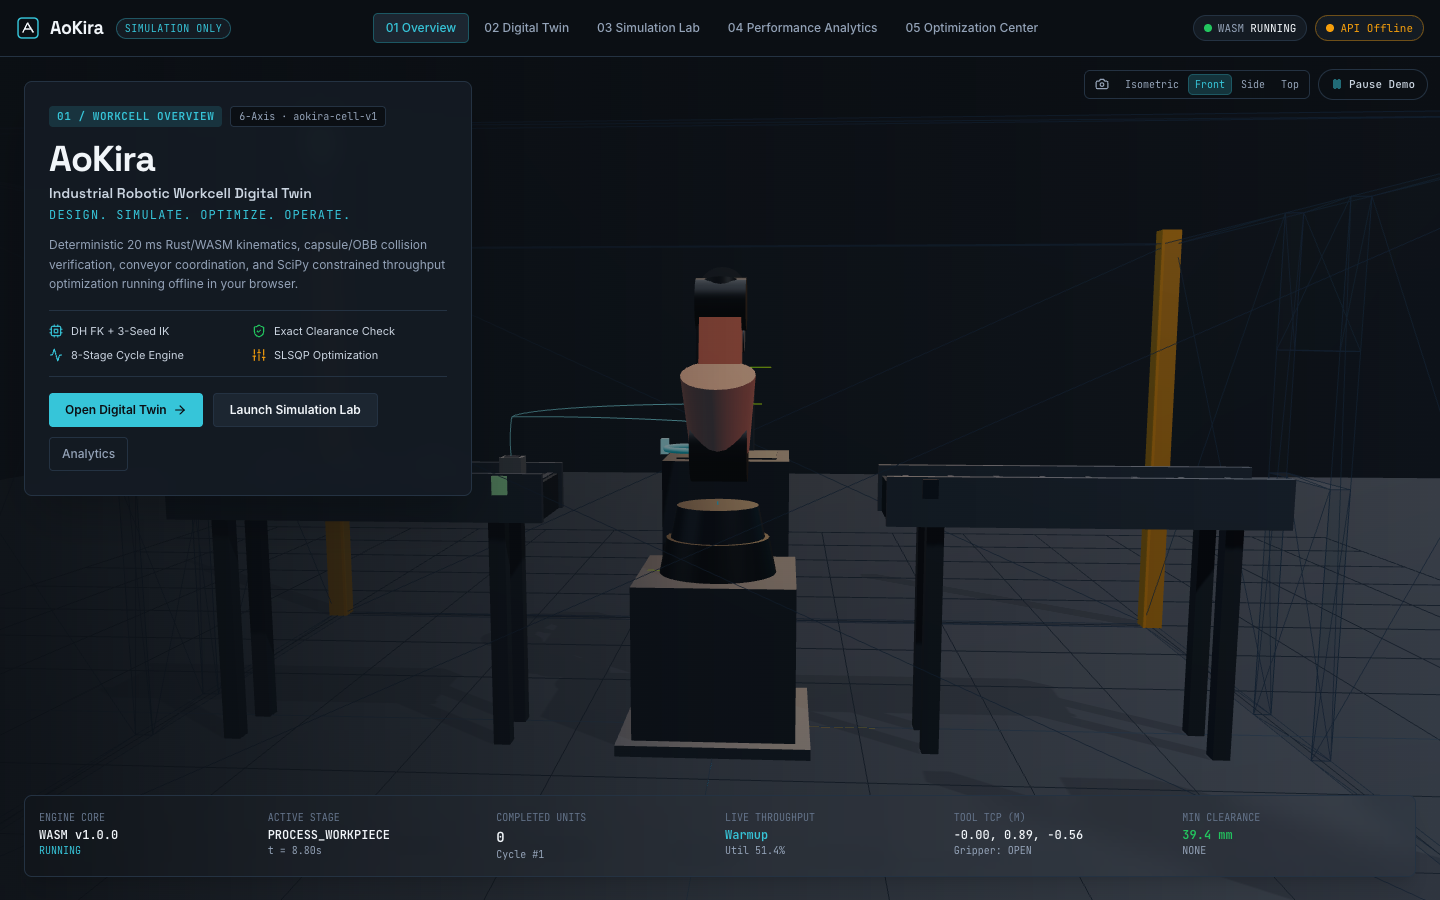 AoKira
SIMULATION ONLY
01 Overview
02 Digital Twin
03 Simulation Lab
04 Performance Analytics
05 Optimization Center
WASM RUNNING
API Offline
Isometric
Front
Side
Top
Pause Demo
01 / WORKCELL OVERVIEW
6-Axis · aokira-cell-v1
AoKira
Industrial Robotic Workcell Digital Twin
DESIGN. SIMULATE. OPTIMIZE. OPERATE.
Deterministic 20 ms Rust/WASM kinematics, capsule/OBB collision
verification, conveyor coordination, and SciPy constrained throughput
optimization running offline in your browser.
DH FK + 3-Seed IK
Exact Clearance Check
8-Stage Cycle Engine
SLSQP Optimization
Open Digital Twin →
Launch Simulation Lab
Analytics
ENGINE CORE
WASM v1.0.0
RUNNING
ACTIVE STAGE
PROCESS_WORKPIECE
t = 8.80s
COMPLETED UNITS
0
Cycle #1
LIVE THROUGHPUT
Warmup
Util 51.4%
TOOL TCP (M)
-0.00, 0.89, -0.56
Gripper: OPEN
MIN CLEARANCE
39.4 mm
NONE